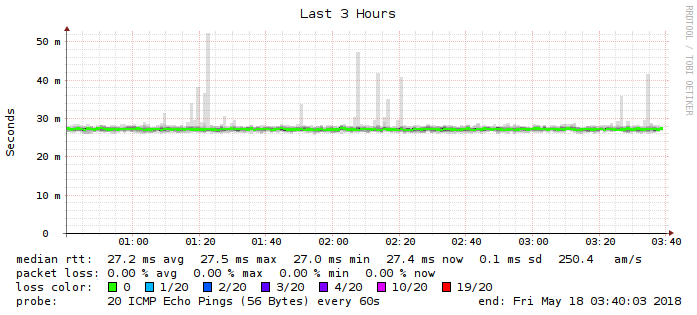 Last 3 Hours
RRDTOOL / TOBI OETIKER
Seconds
50 m
40 m
30 m
20 m
10 m
0
01:00 01:20 01:40 02:00 02:20 02:40 03:00 03:20 03:40
median rtt: 27.2 ms avg 27.5 ms max 27.0 ms min 27.4 ms now 0.1 ms sd 250.4 am/s
packet loss: 0.00 % avg 0.00 % max 0.00 % min 0.00 % now
loss color: 0 1/20 2/20 3/20 4/20 10/20 19/20
probe: 20 ICMP Echo Pings (56 Bytes) every 60s end: Fri May 18 03:40:03 2018